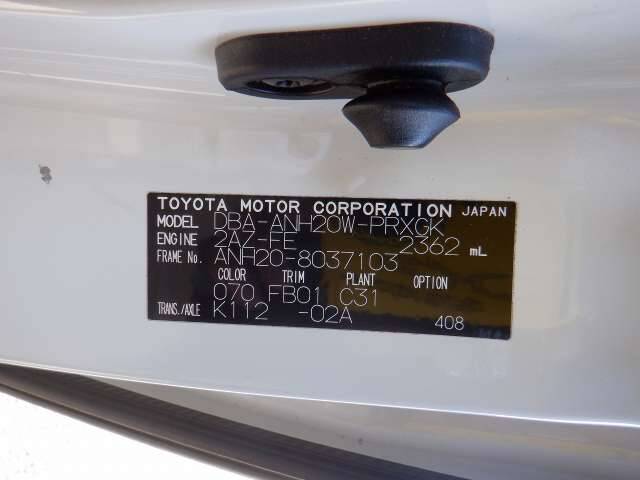 TOYOTA MOTOR CORPORATION JAPAN
MODEL DBA-ANH20W-PRXGK
ENGINE 2AZ-FE 2362 mL
FRAME No. ANH20-8037103
COLOR TRIM PLANT OPTION
070 FB01 C31
TRANS./AXLE K112 -02A 408